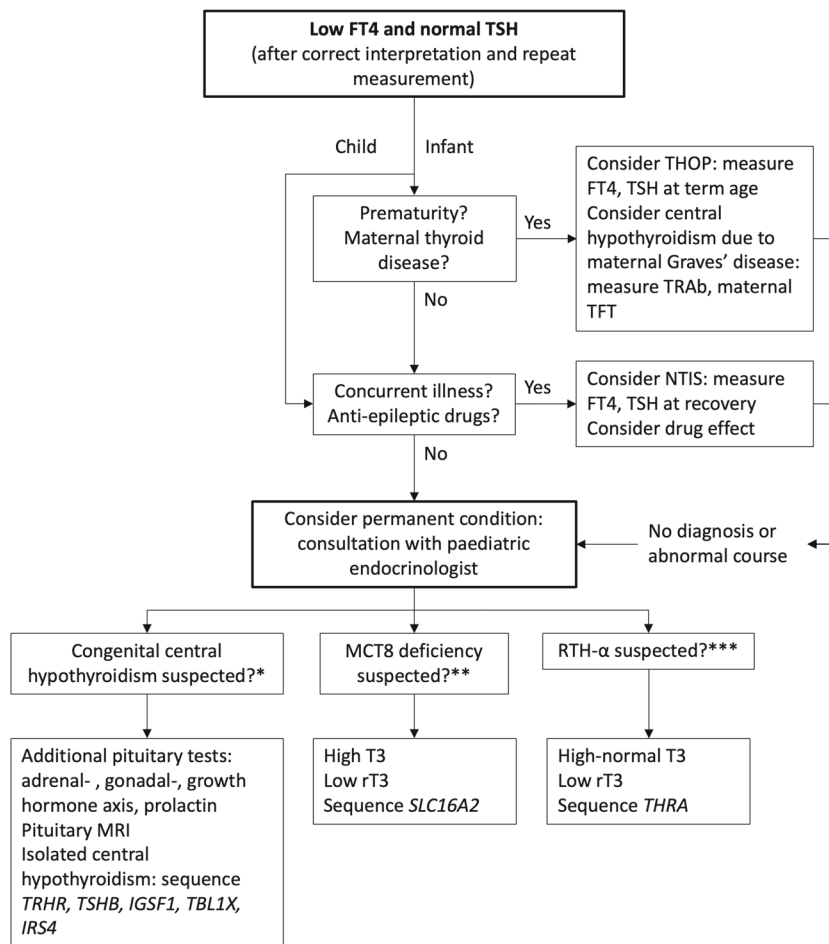 Low FT4 and normal TSH
(after correct interpretation and repeat
measurement)
Child
Infant
Prematurity?
Maternal thyroid
disease?
Yes
Consider THOP: measure
FT4, TSH at term age
Consider central
hypothyroidism due to
maternal Graves’ disease:
measure TRAb, maternal
TFT
No
Concurrent illness?
Anti-epileptic drugs?
Yes
Consider NTIS: measure
FT4, TSH at recovery
Consider drug effect
No
Consider permanent condition:
consultation with paediatric
endocrinologist
No diagnosis or
abnormal course
Congenital central
hypothyroidism suspected?*
MCT8 deficiency
suspected?**
RTH-α suspected?***
Additional pituitary tests:
adrenal- , gonadal-, growth
hormone axis, prolactin
Pituitary MRI
Isolated central
hypothyroidism: sequence
TRHR, TSHB, IGSF1, TBL1X,
IRS4
High T3
Low rT3
Sequence SLC16A2
High-normal T3
Low rT3
Sequence THRA